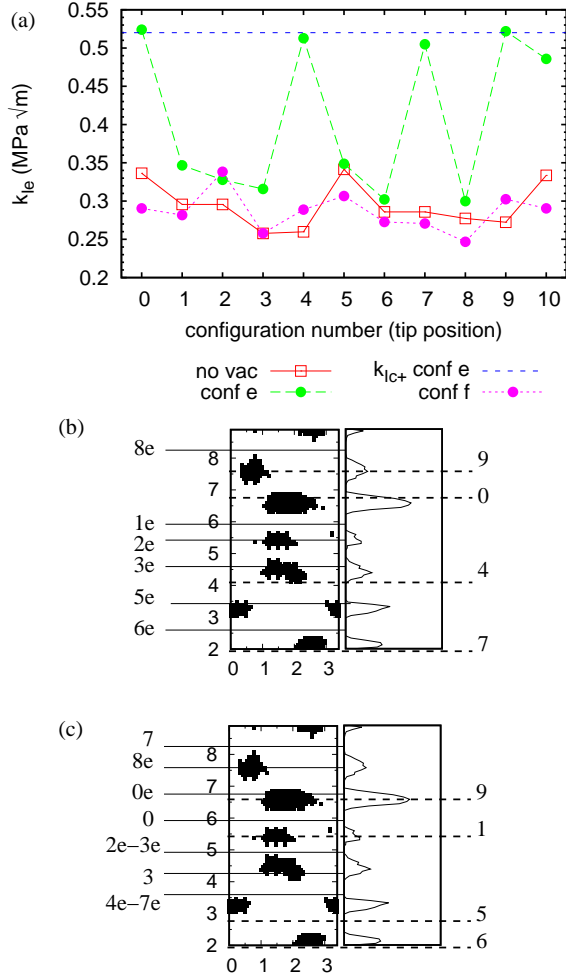 (a)
0.55
0.5
0.45
0.4
0.35
0.3
0.25
0.2
k_Ie (MPa √m)
0 1 2 3 4 5 6 7 8 9 10
configuration number (tip position)
no vac
k_Ic+ conf e
conf e
conf f
(b)
8e
8
9
7
0
1e
6
2e
5
3e
4
4
5e
3
6e
2
7
0 1 2 3
(c)
7
8
8e
0e
7
9
0
6
1
2e−3e
5
3
4
4e−7e
3
5
2
6
0 1 2 3